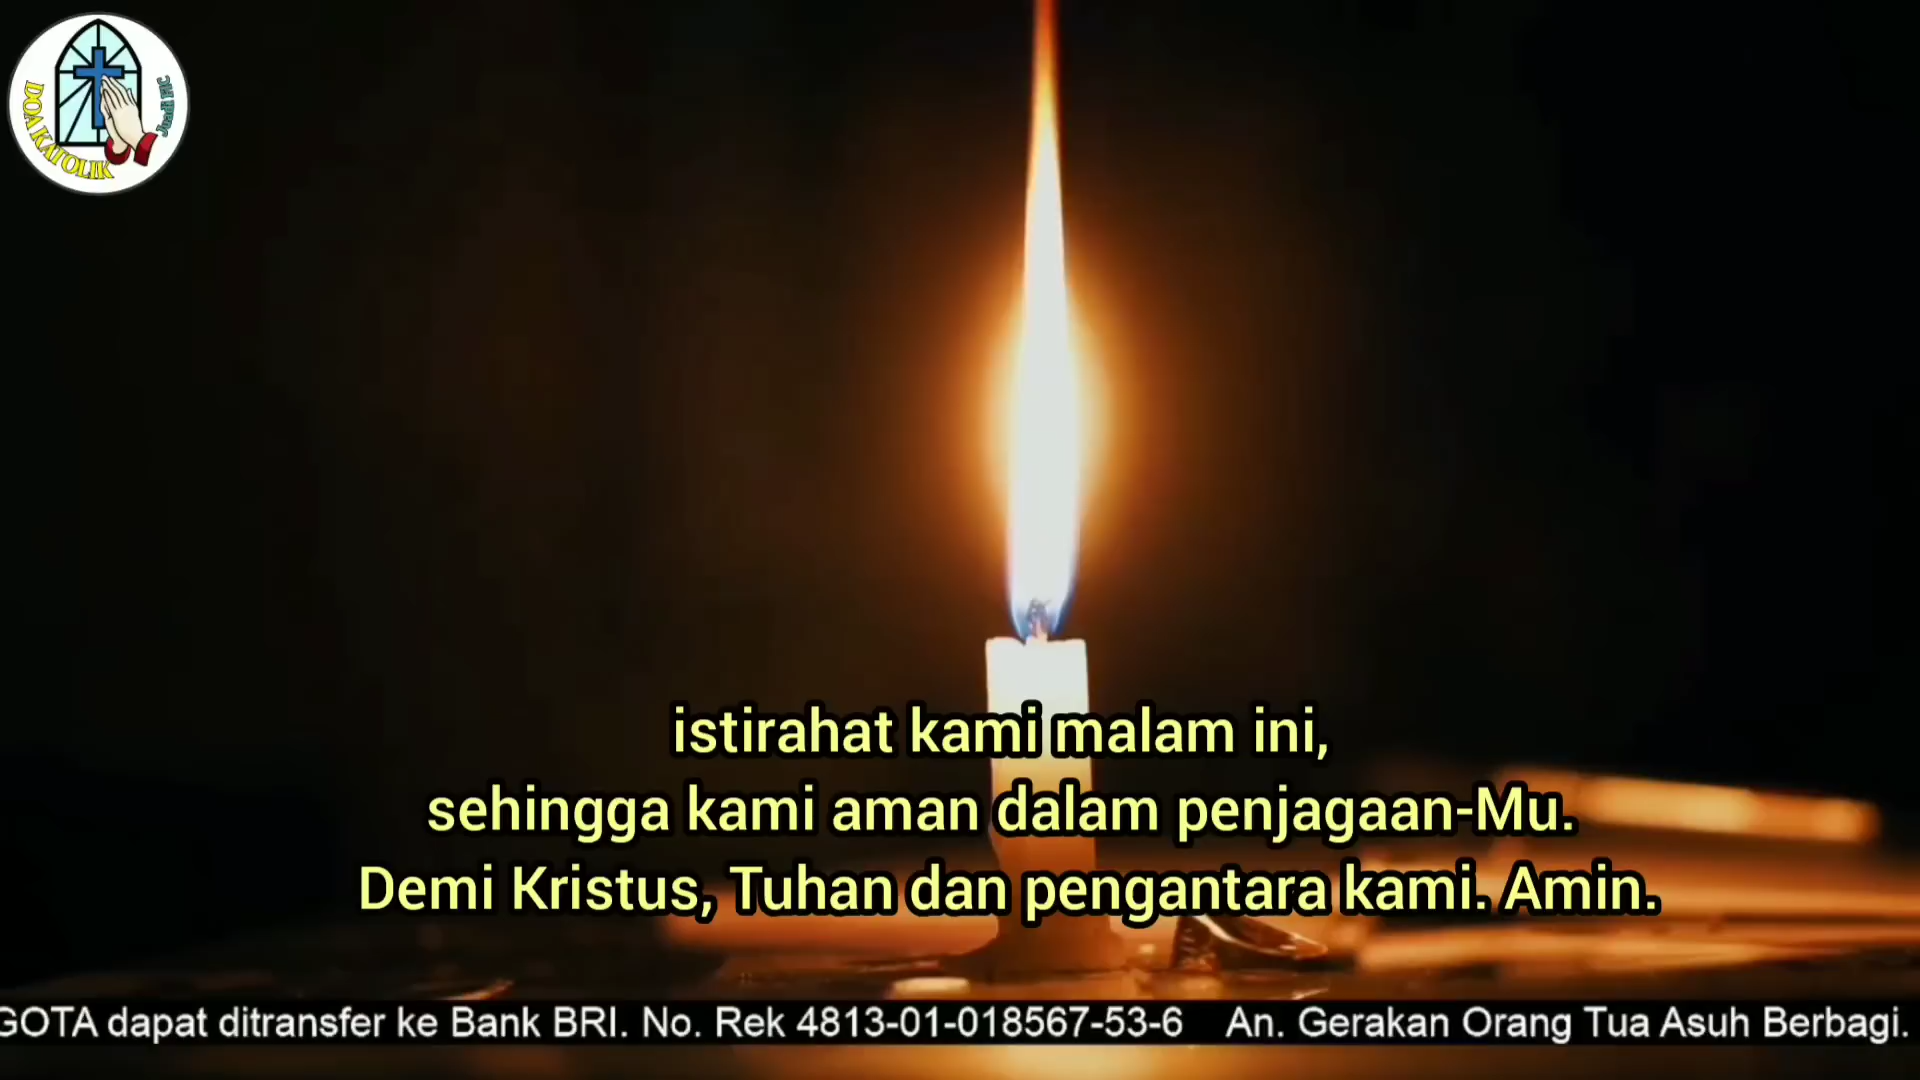 DOA KATOLIK
istirahat kami malam ini,
sehingga kami aman dalam penjagaan-Mu.
Demi Kristus, Tuhan dan pengantara kami. Amin.
GOTA dapat ditransfer ke Bank BRI. No. Rek 4813-01-018567-53-6 An. Gerakan Orang Tua Asuh Berbagi.